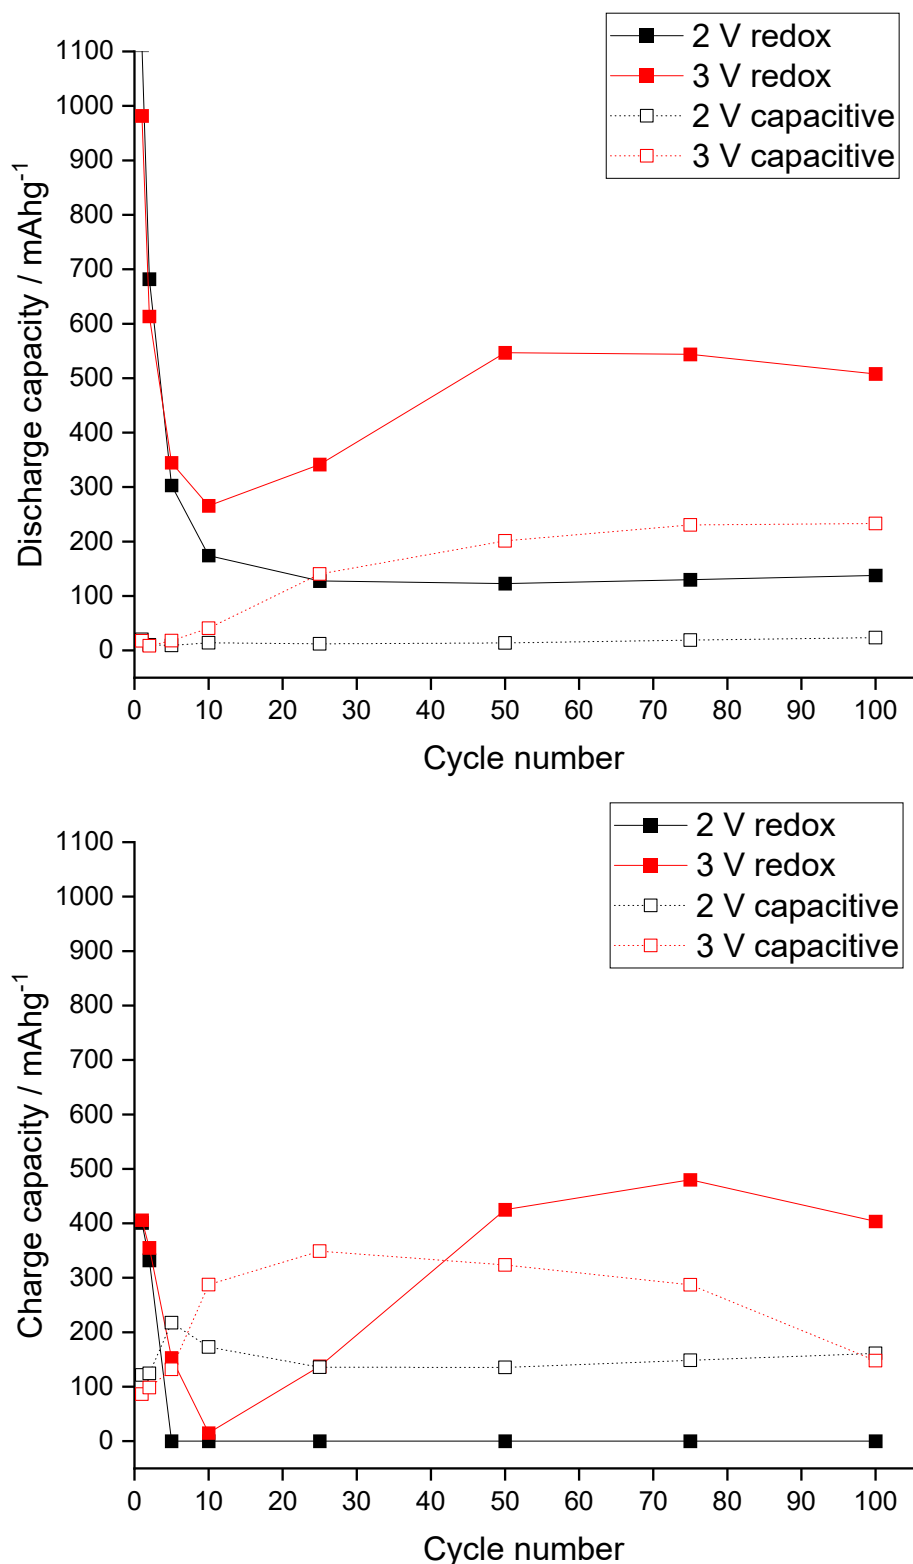 2 V redox
3 V redox
2 V capacitive
3 V capacitive
1100
1000
900
800
700
600
500
400
300
200
100
0
Discharge capacity / mAhg⁻¹
0 10 20 30 40 50 60 70 80 90 100
Cycle number
2 V redox
3 V redox
2 V capacitive
3 V capacitive
1100
1000
900
800
700
600
500
400
300
200
100
0
Charge capacity / mAhg⁻¹
0 10 20 30 40 50 60 70 80 90 100
Cycle number